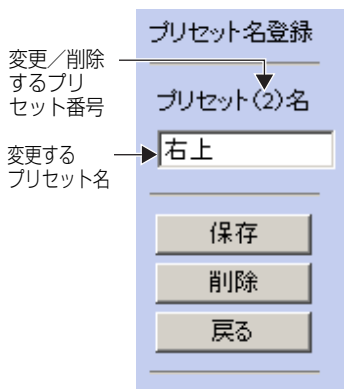 プリセット名登録
変更／削除
するプリ
セット番号
プリセット(2)名
変更する
プリセット名
右上
保存
削除
戻る